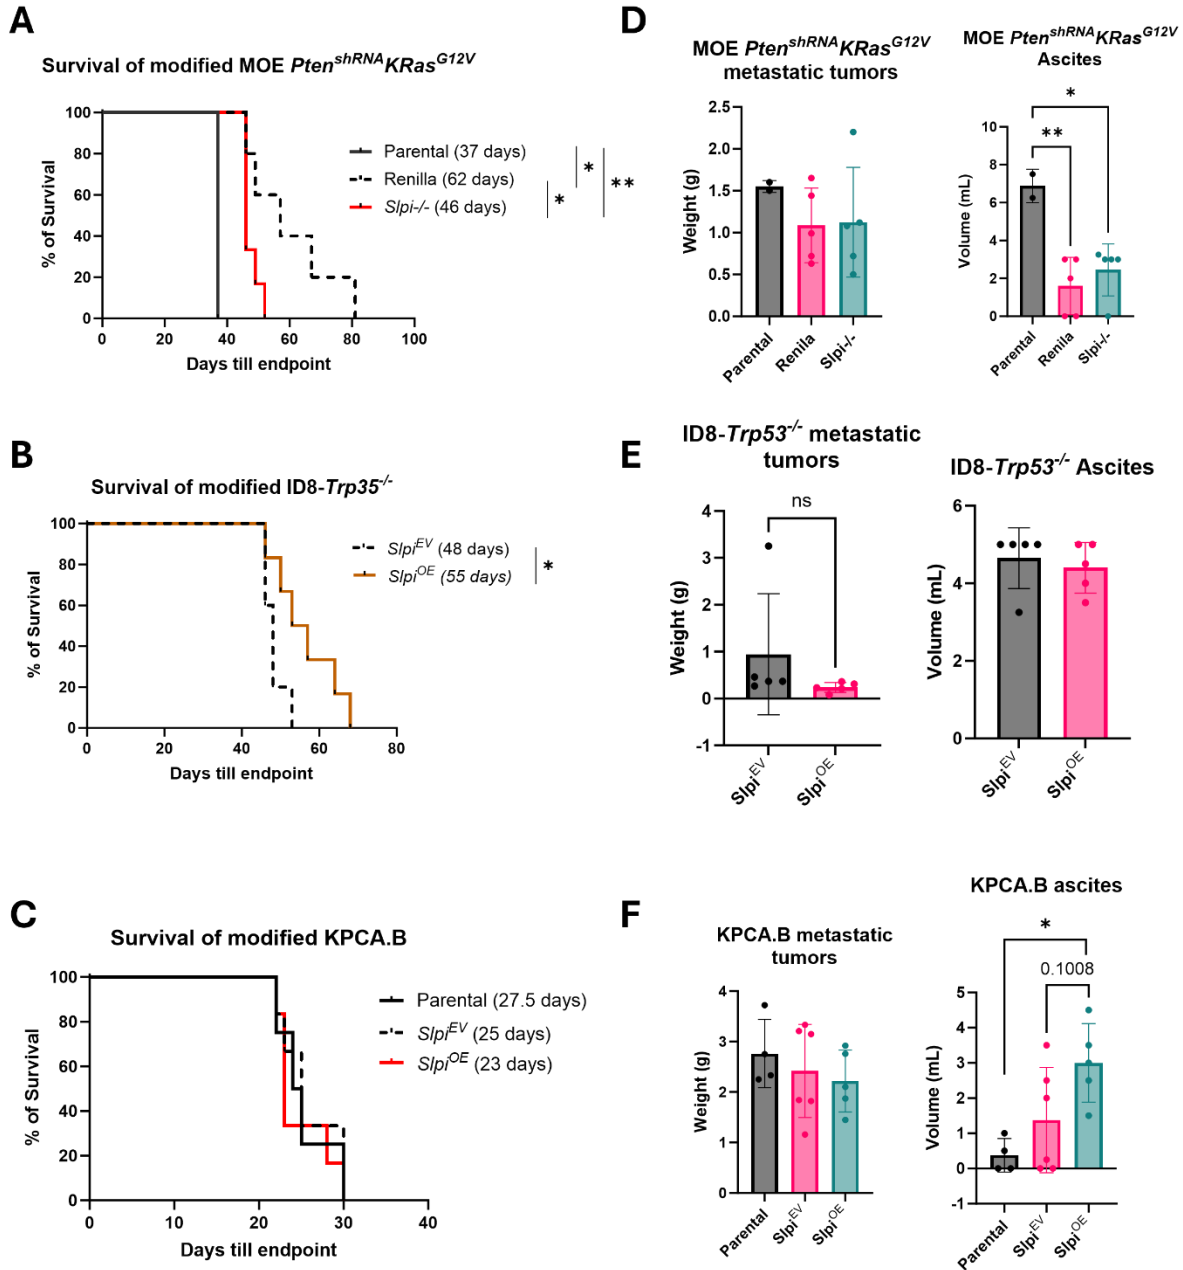 A
Survival of modified MOE Pten^shRNA KRas^G12V
% of Survival
100
80
60
40
20
0
0 20 40 60 80 100
Days till endpoint
Parental (37 days)
Renilla (62 days)
Slpi-/- (46 days)
*
*
**
B
Survival of modified ID8-Trp35^-/-
% of Survival
100
80
60
40
20
0
0 20 40 60 80
Days till endpoint
Slpi^EV (48 days)
Slpi^OE (55 days)
*
C
Survival of modified KPCA.B
% of Survival
100
80
60
40
20
0
0 10 20 30 40
Days till endpoint
Parental (27.5 days)
Slpi^EV (25 days)
Slpi^OE (23 days)
D
MOE Pten^shRNA KRas^G12V
metastatic tumors
Weight (g)
2.5
2.0
1.5
1.0
0.5
0.0
Parental
Renila
Slpi-/-
MOE Pten^shRNA KRas^G12V
Ascites
*
**
Volume (mL)
10
8
6
4
2
0
Parental
Renila
Slpi-/-
E
ID8-Trp53^-/- metastatic
tumors
ns
Weight (g)
4
3
2
1
0
-1
Slpi^EV
Slpi^OE
ID8-Trp53^-/- Ascites
Volume (mL)
6
4
2
0
Slpi^EV
Slpi^OE
F
KPCA.B metastatic
tumors
Weight (g)
4
3
2
1
0
Parental
Slpi^EV
Slpi^OE
KPCA.B ascites
*
0.1008
Volume (mL)
5
4
3
2
1
0
-1
Parental
Slpi^EV
Slpi^OE